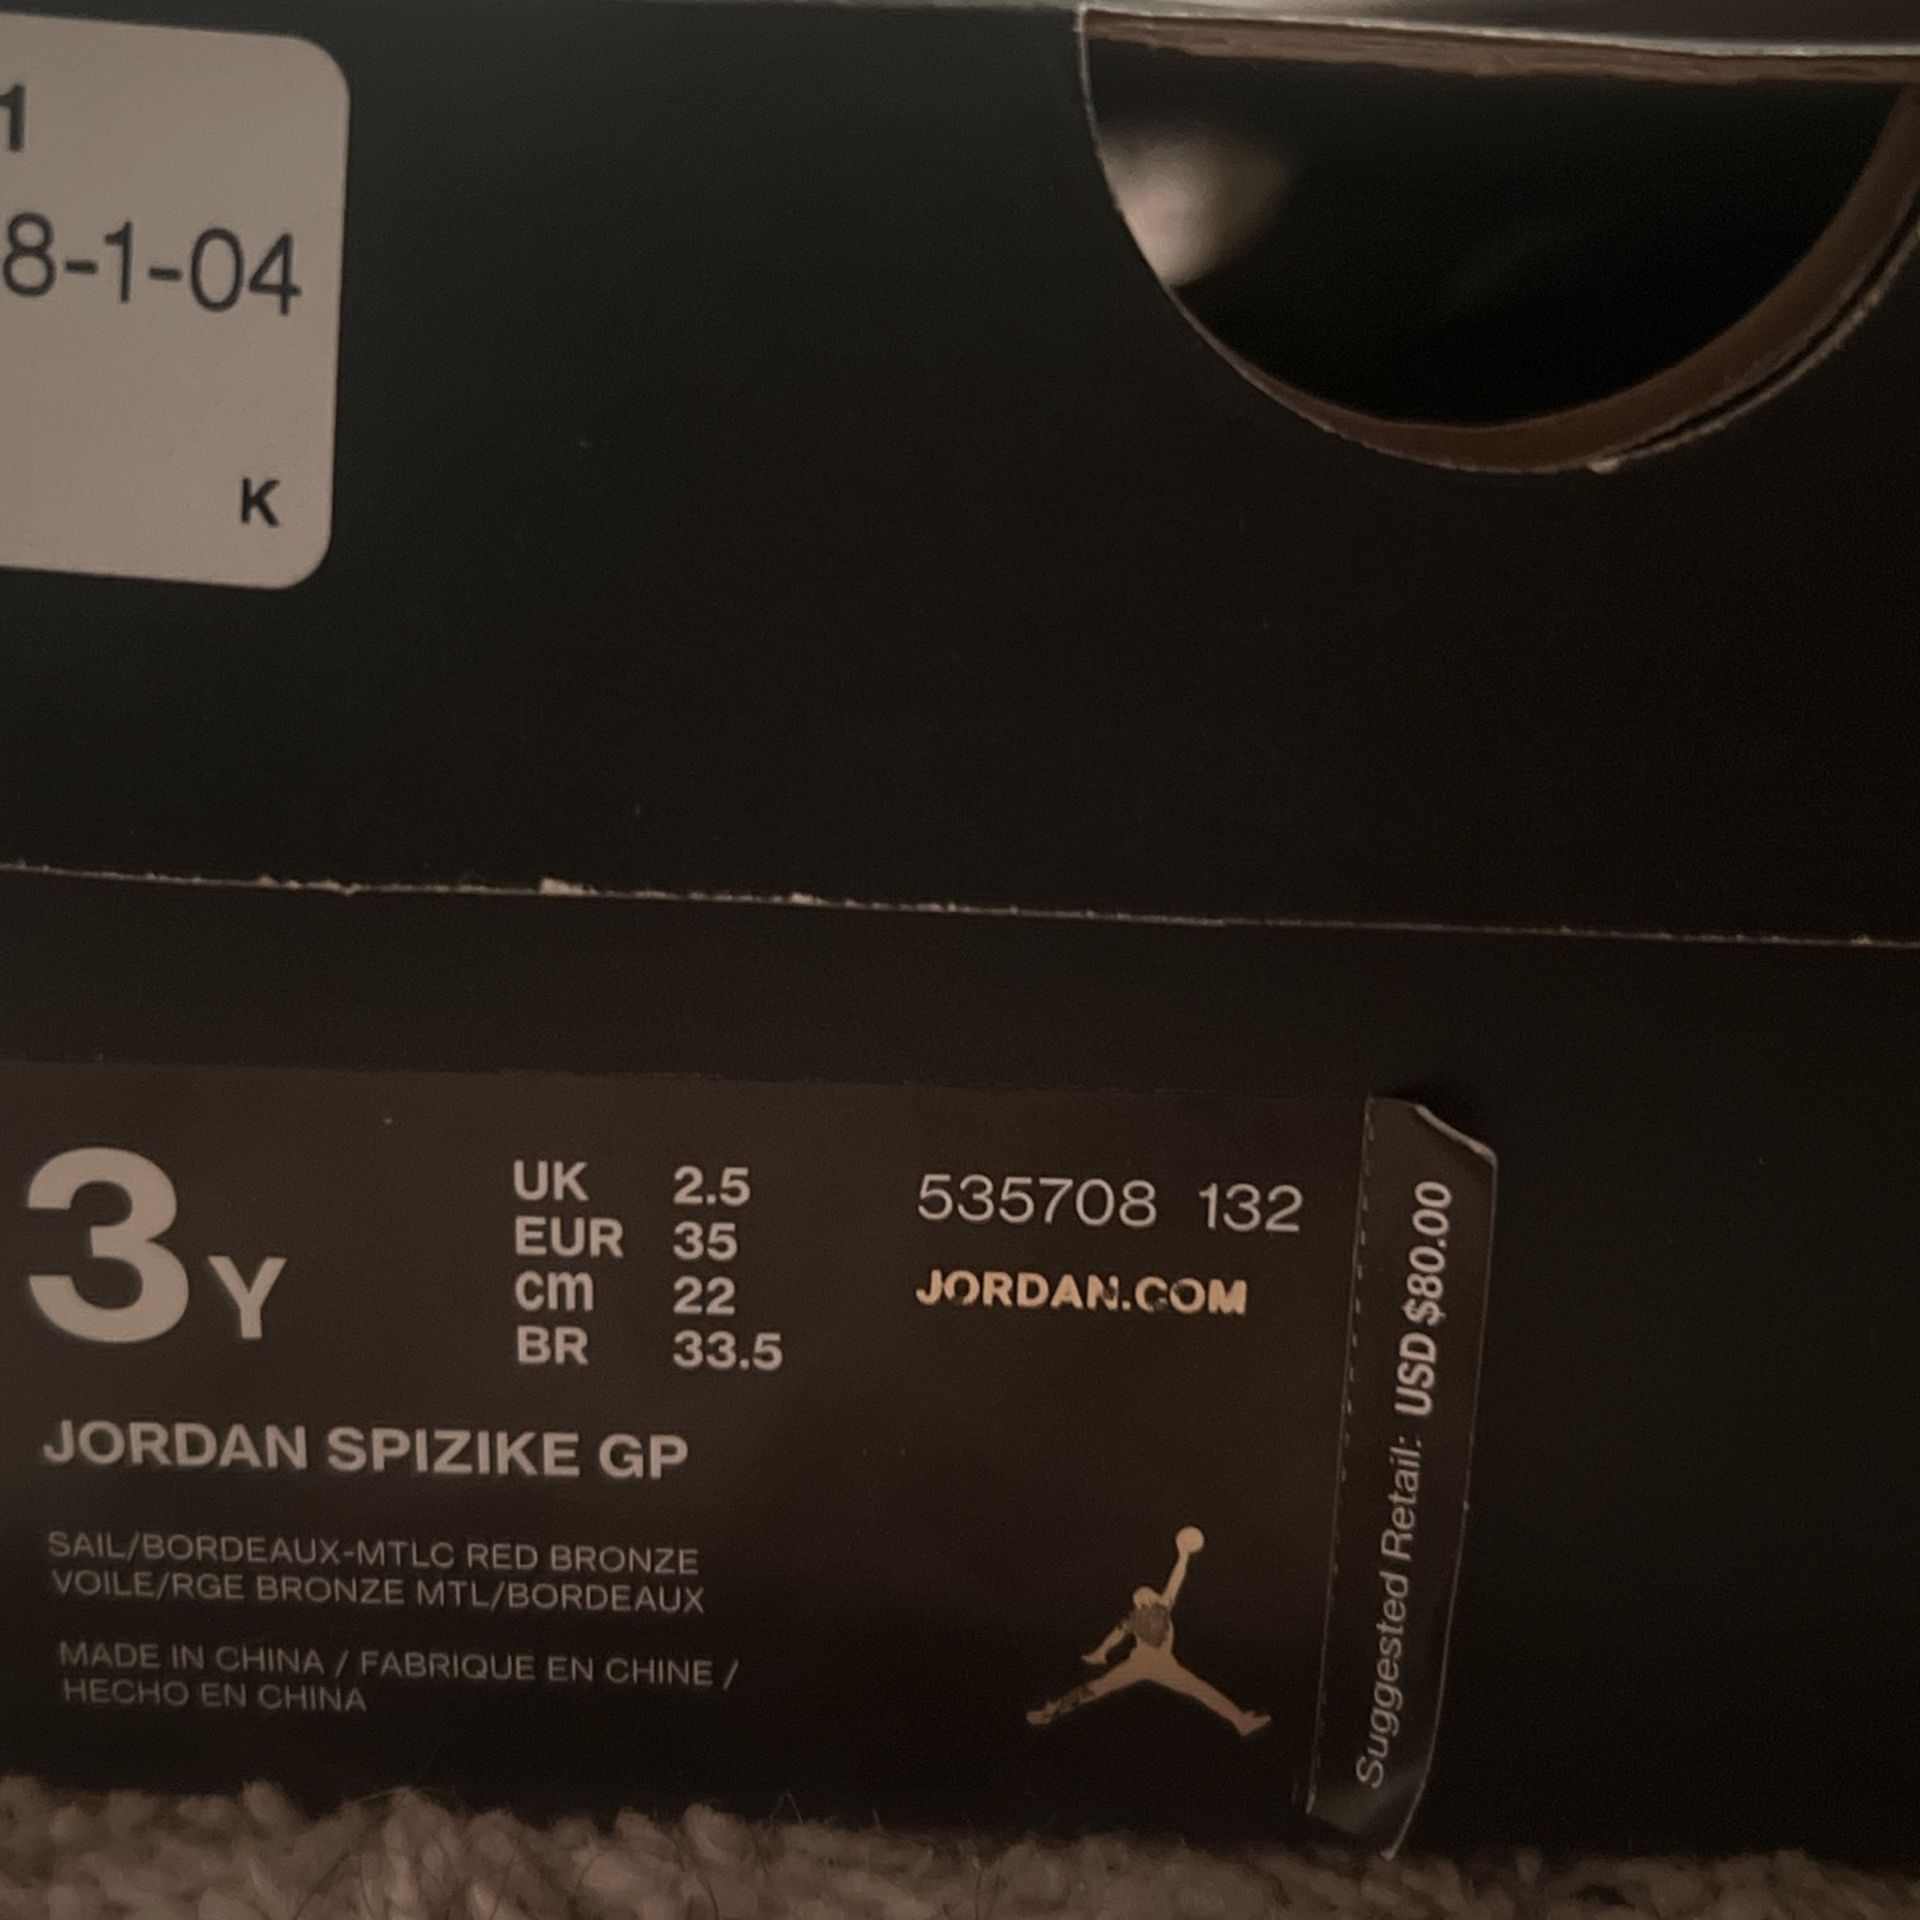 1
8-1-04
K
3Y
UK 2.5
EUR 35
cm 22
BR 33.5
535708 132
JORDAN.COM
JORDAN SPIZIKE GP
SAIL/BORDEAUX-MTLC RED BRONZE
VOILE/RGE BRONZE MTL/BORDEAUX
MADE IN CHINA / FABRIQUE EN CHINE /
HECHO EN CHINA
Suggested Retail: USD $80.00